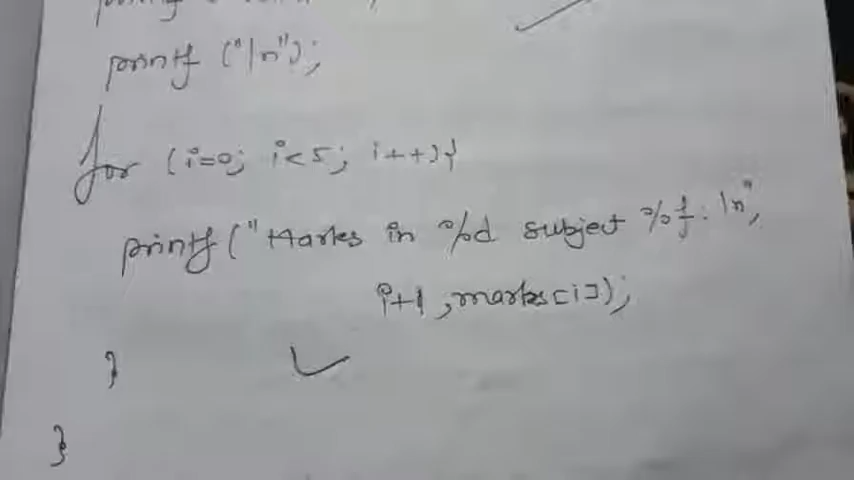 printf ("\n");
for (i=0; i<5; i++){
printf ("Marks in %d subject %f: \n",
i+1, marks[i]);
}
}